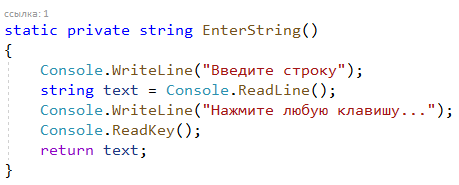 ссылка: 1
static private string EnterString()
{
    Console.WriteLine("Введите строку");
    string text = Console.ReadLine();
    Console.WriteLine("Нажмите любую клавишу...");
    Console.ReadKey();
    return text;
}